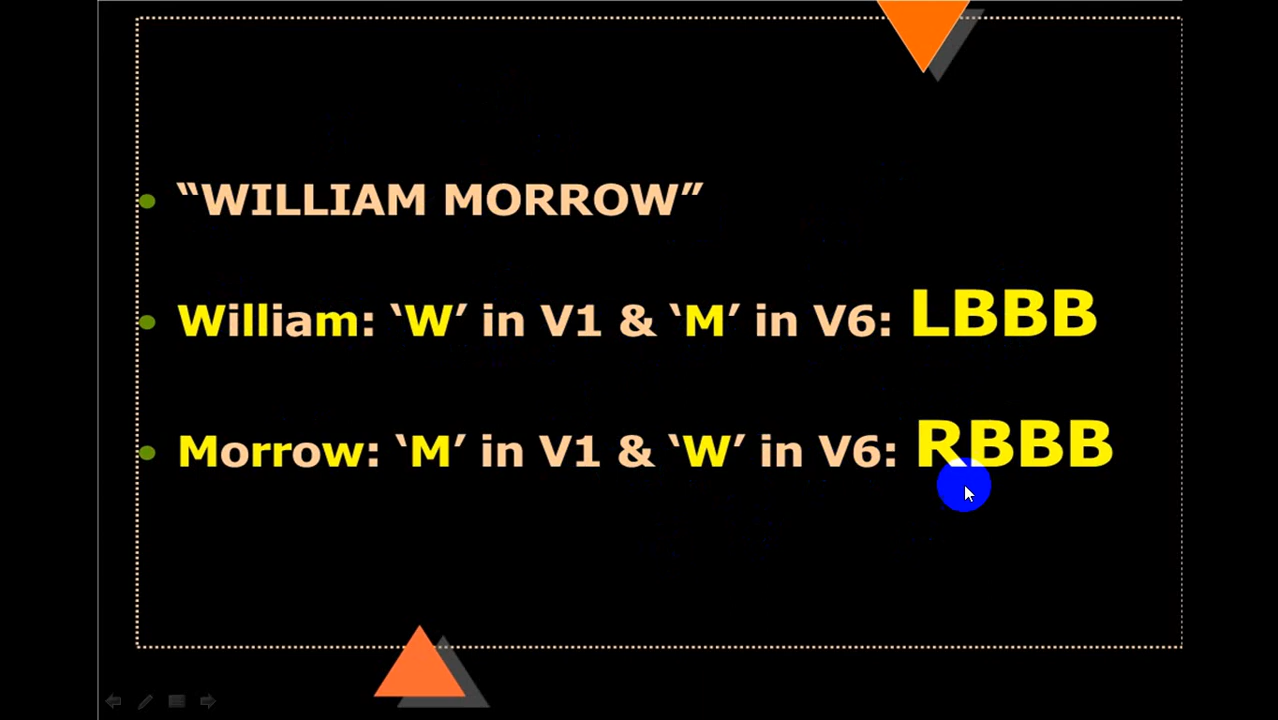 “WILLIAM MORROW”
William: ‘W’ in V1 & ‘M’ in V6: LBBB
Morrow: ‘M’ in V1 & ‘W’ in V6: RBBB